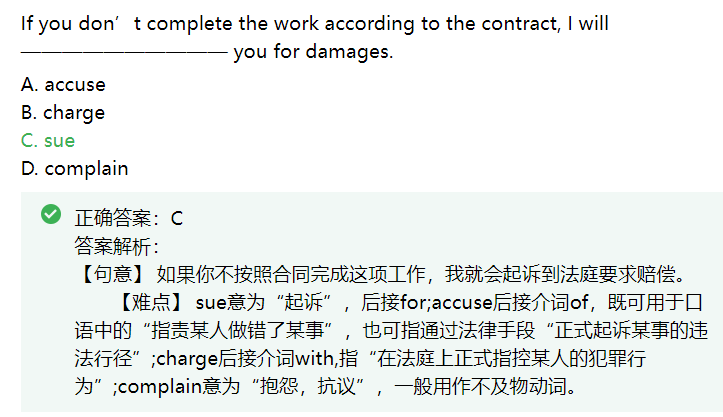 If you don’t complete the work according to the contract, I will
—————————— you for damages.
A. accuse
B. charge
C. sue
D. complain
正确答案：C
答案解析：
【句意】 如果你不按照合同完成这项工作，我就会起诉到法庭要求赔偿。
【难点】 sue意为“起诉”，后接for;accuse后接介词of，既可用于口
语中的“指责某人做错了某事”，也可指通过法律手段“正式起诉某事的违
法行径”;charge后接介词with,指“在法庭上正式指控某人的犯罪行
为”;complain意为“抱怨，抗议”，一般用作不及物动词。